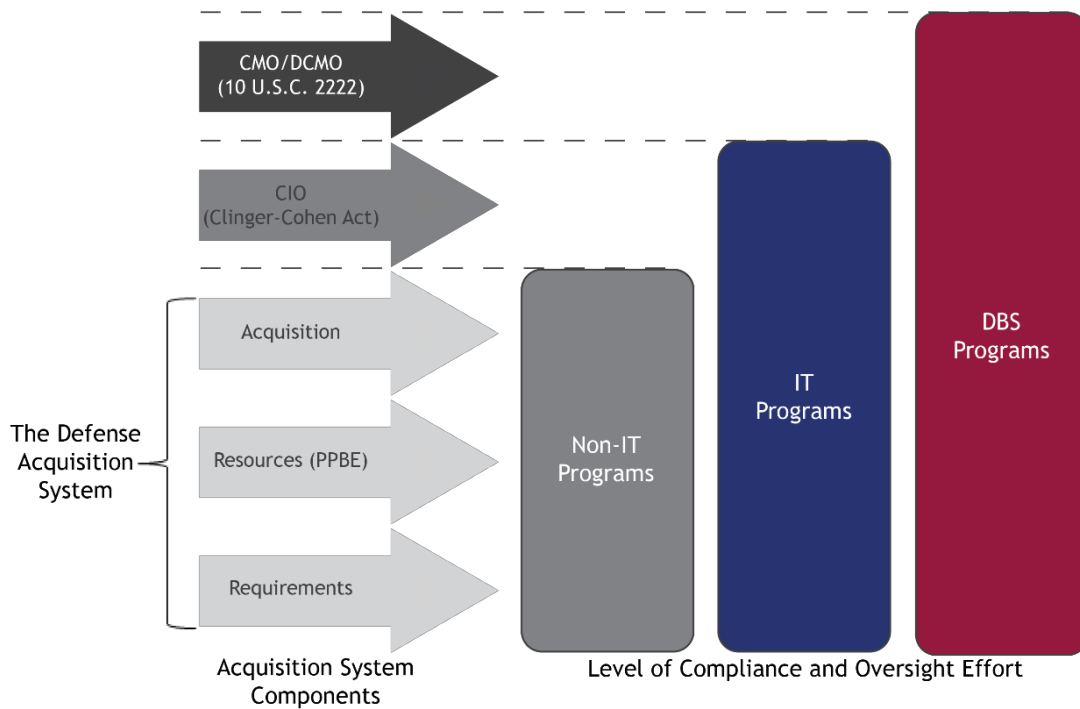 CMO/DCMO
(10 U.S.C. 2222)
CIO
(Clinger-Cohen Act)
Acquisition
Resources (PPBE)
Requirements
The Defense
Acquisition
System
Non-IT
Programs
IT
Programs
DBS
Programs
Acquisition System
Components
Level of Compliance and Oversight Effort